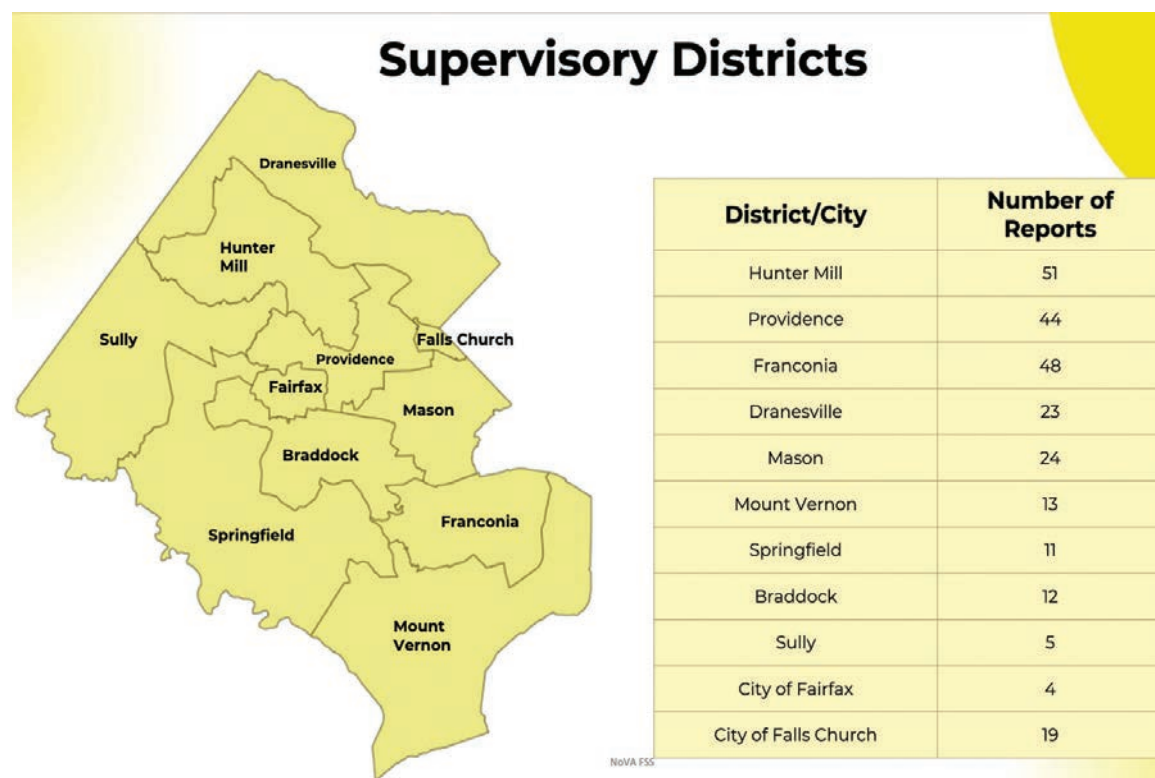 Supervisory Districts
Dranesville
Hunter
Mill
Sully
Falls Church
Providence
Fairfax
Mason
Braddock
Franconia
Springfield
Mount
Vernon
District/City Number of
Reports
Hunter Mill 51
Providence 44
Franconia 48
Dranesville 23
Mason 24
Mount Vernon 13
Springfield 11
Braddock 12
Sully 5
City of Fairfax 4
City of Falls Church 19
NoVA FSS